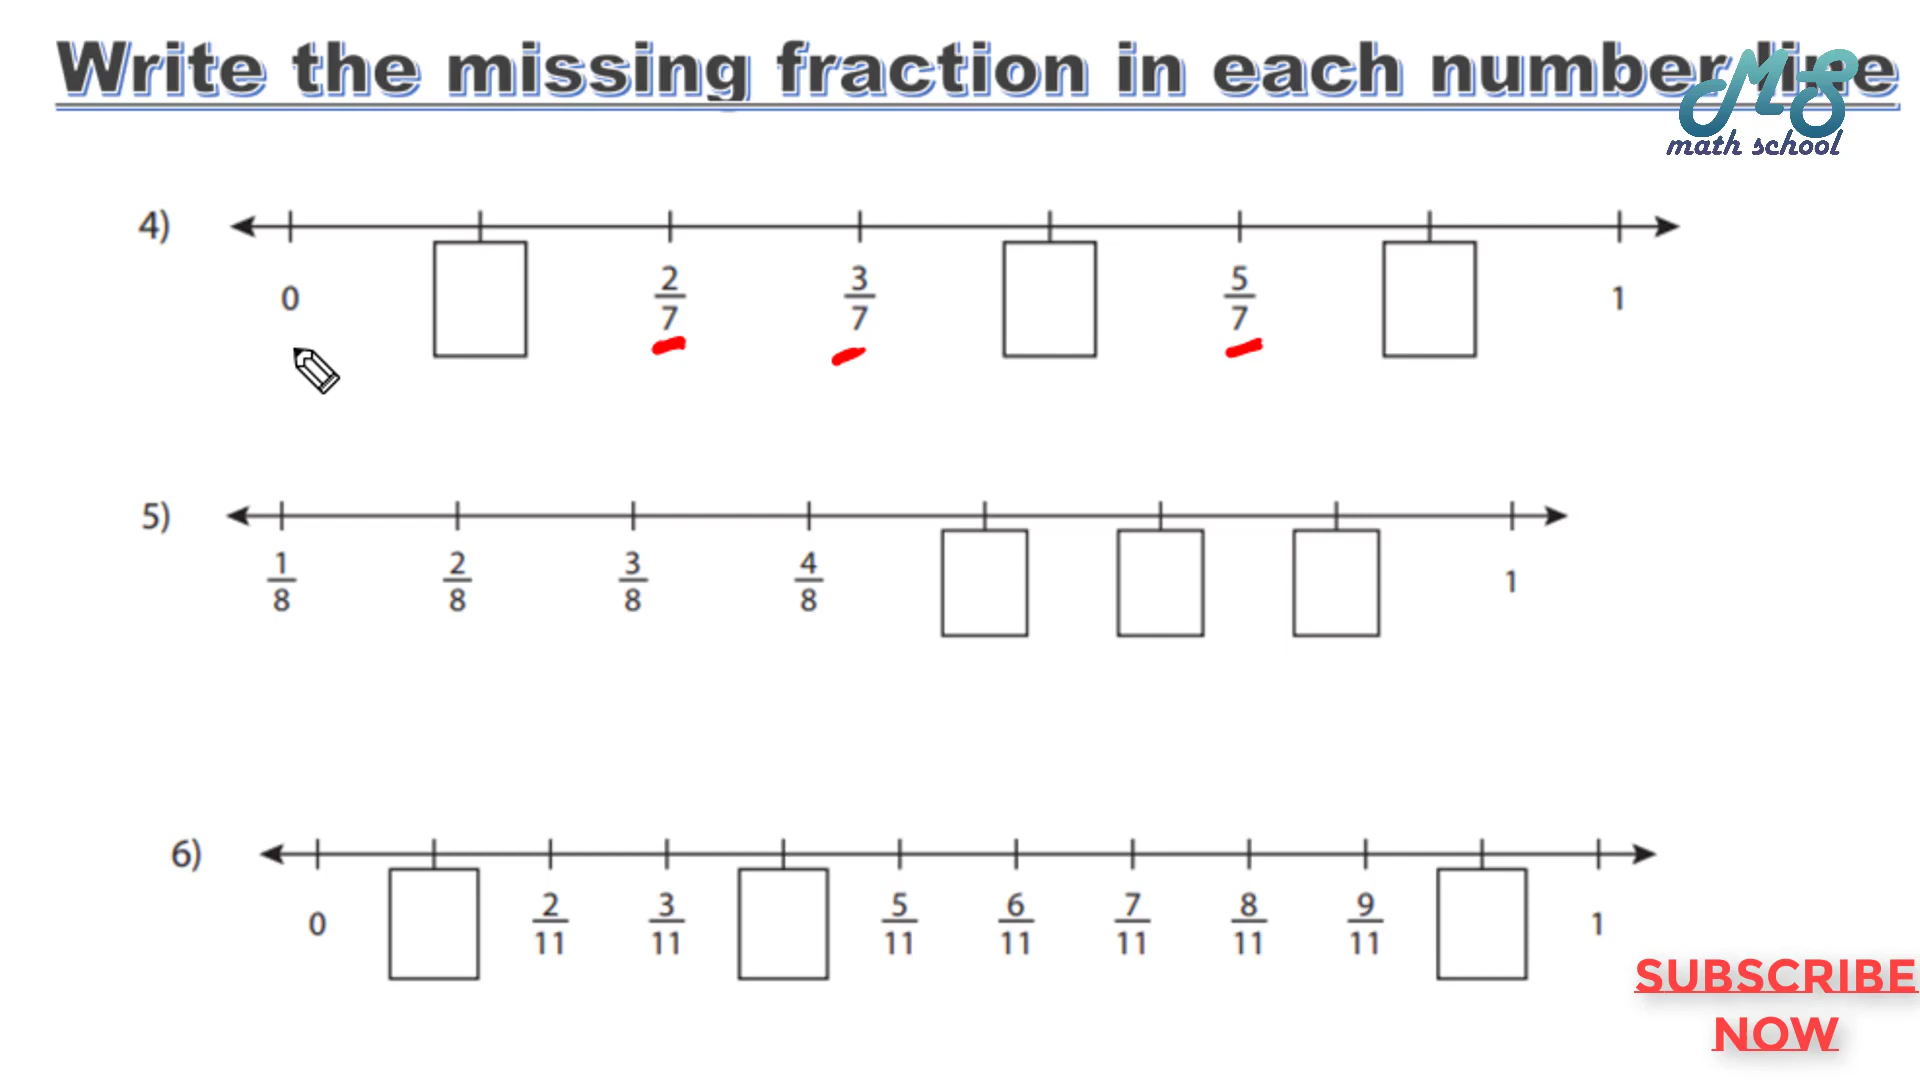 Write the missing fraction in each number line
MS
math school
4)
0 2/7 3/7 5/7 1
5)
1/8 2/8 3/8 4/8 1
6)
0 2/11 3/11 5/11 6/11 7/11 8/11 9/11 1
SUBSCRIBE
NOW